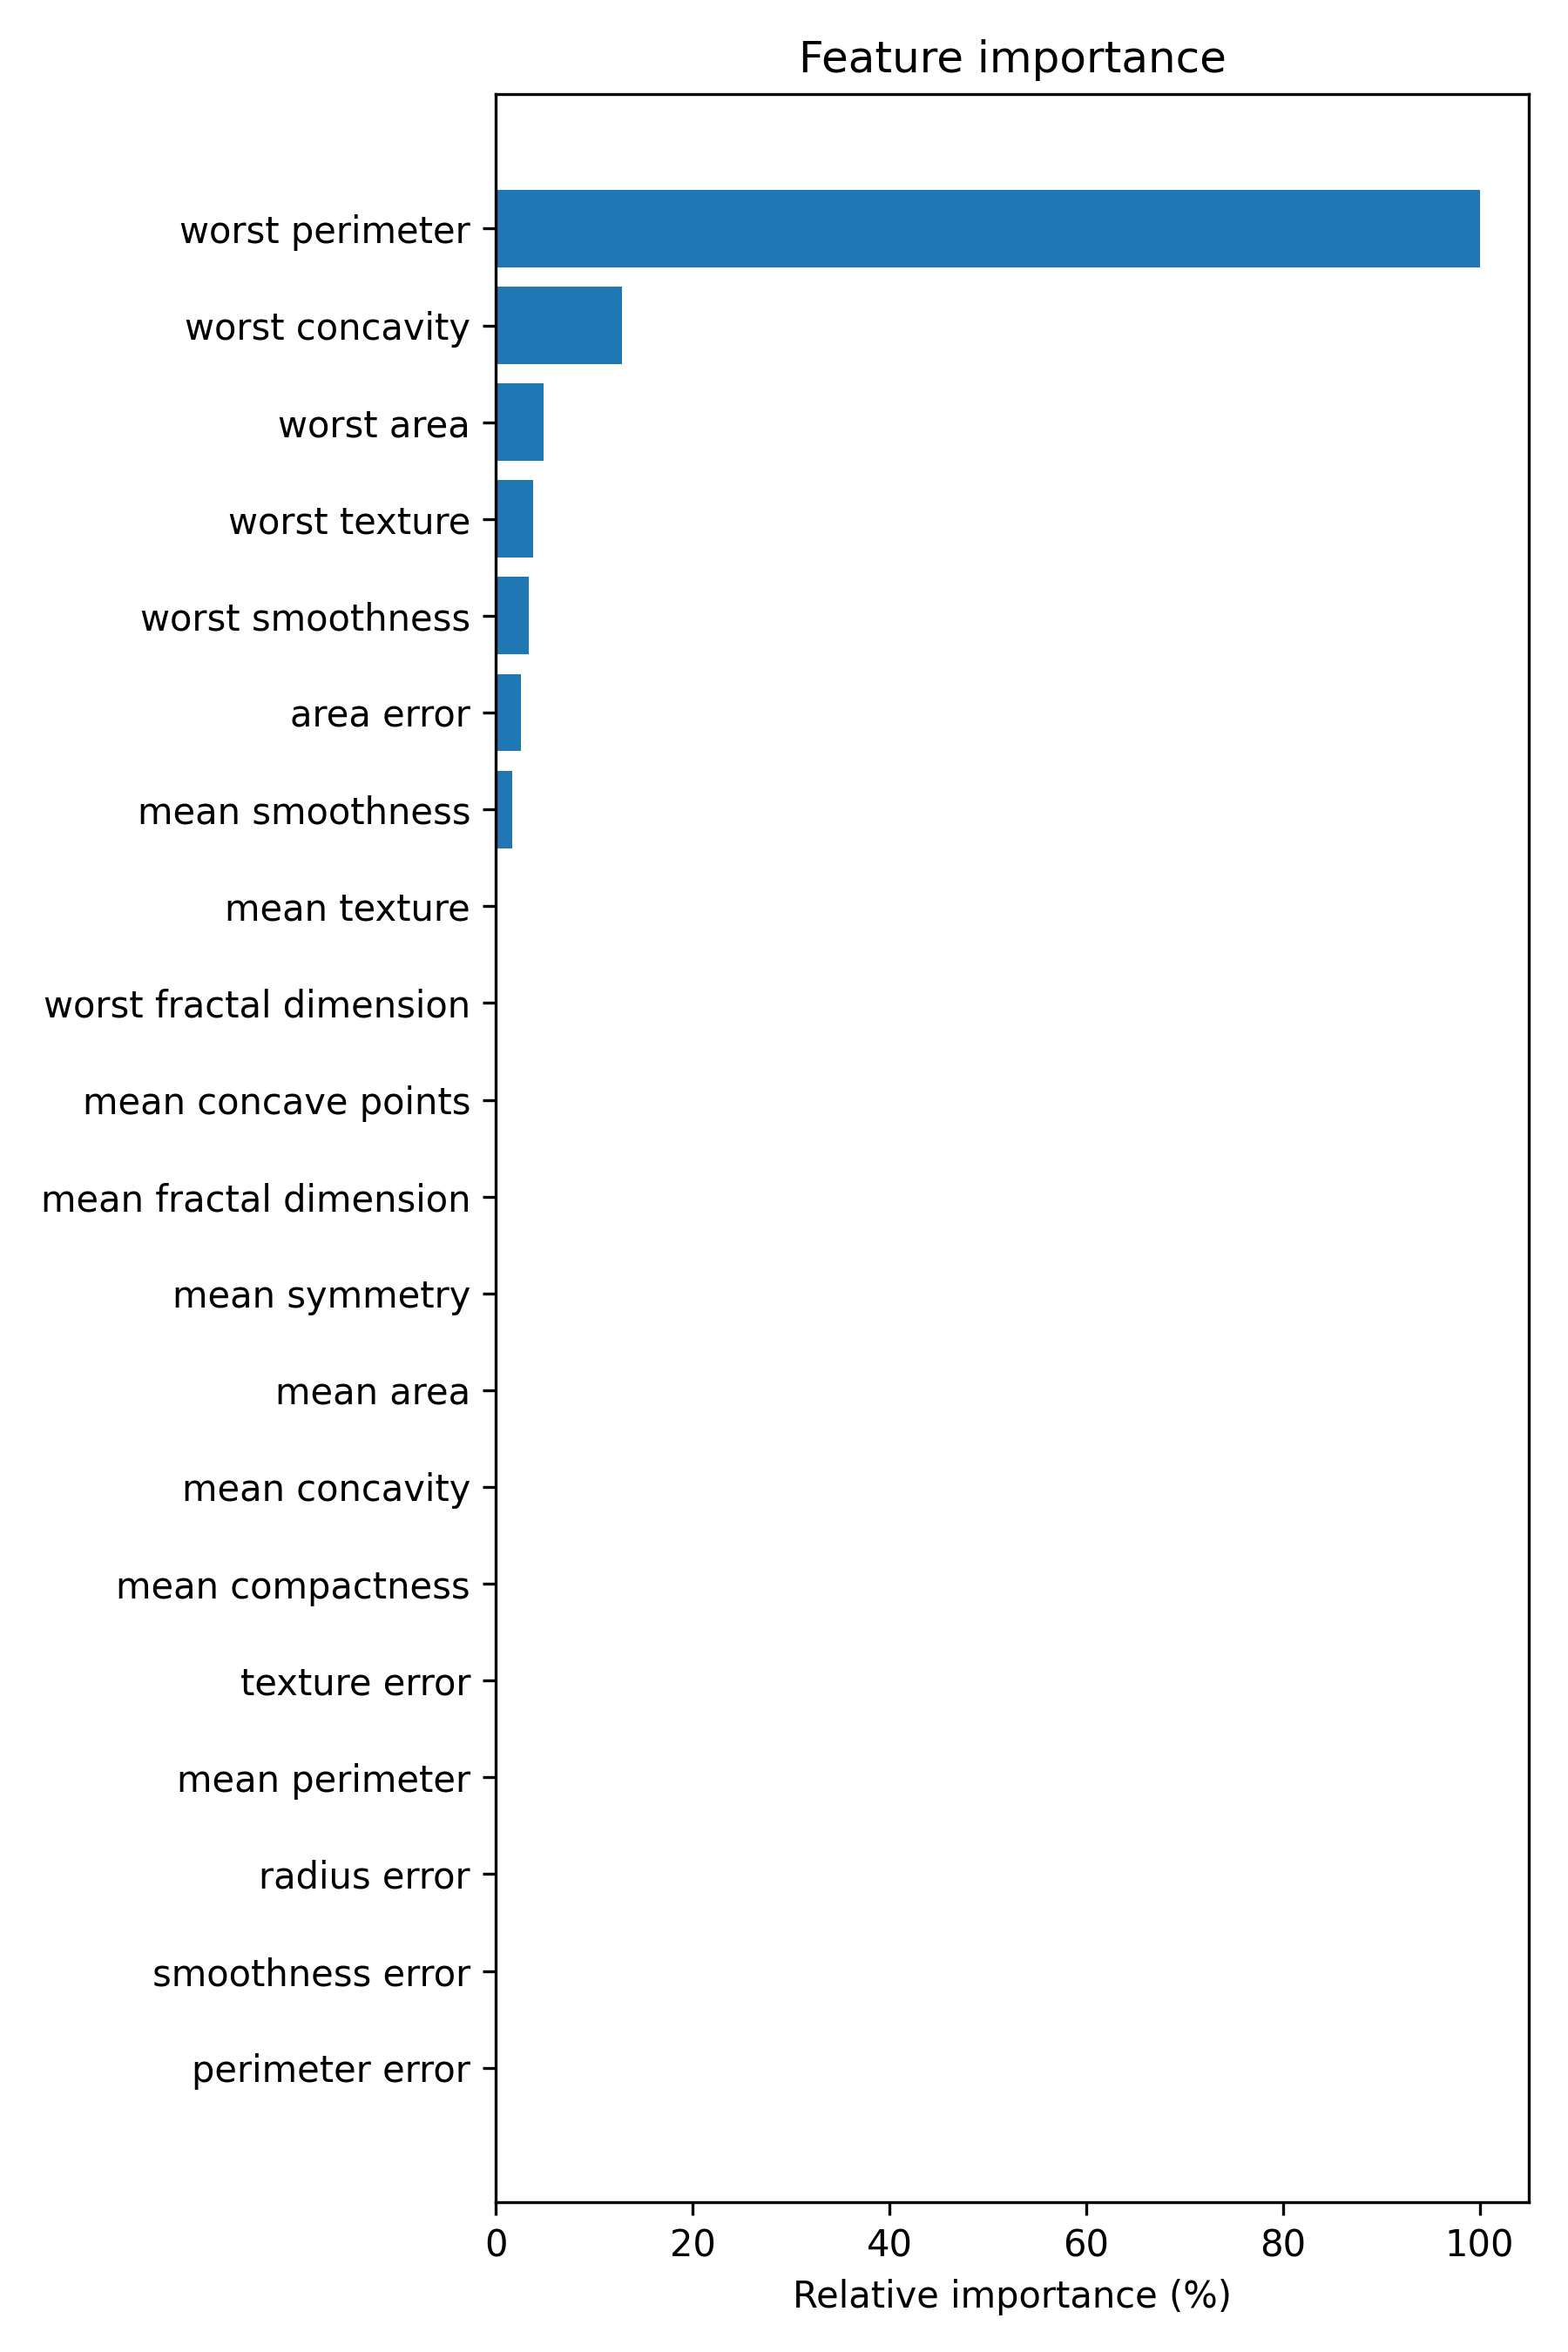 Feature importance
worst perimeter
worst concavity
worst area
worst texture
worst smoothness
area error
mean smoothness
mean texture
worst fractal dimension
mean concave points
mean fractal dimension
mean symmetry
mean area
mean concavity
mean compactness
texture error
mean perimeter
radius error
smoothness error
perimeter error
0 20 40 60 80 100
Relative importance (%)